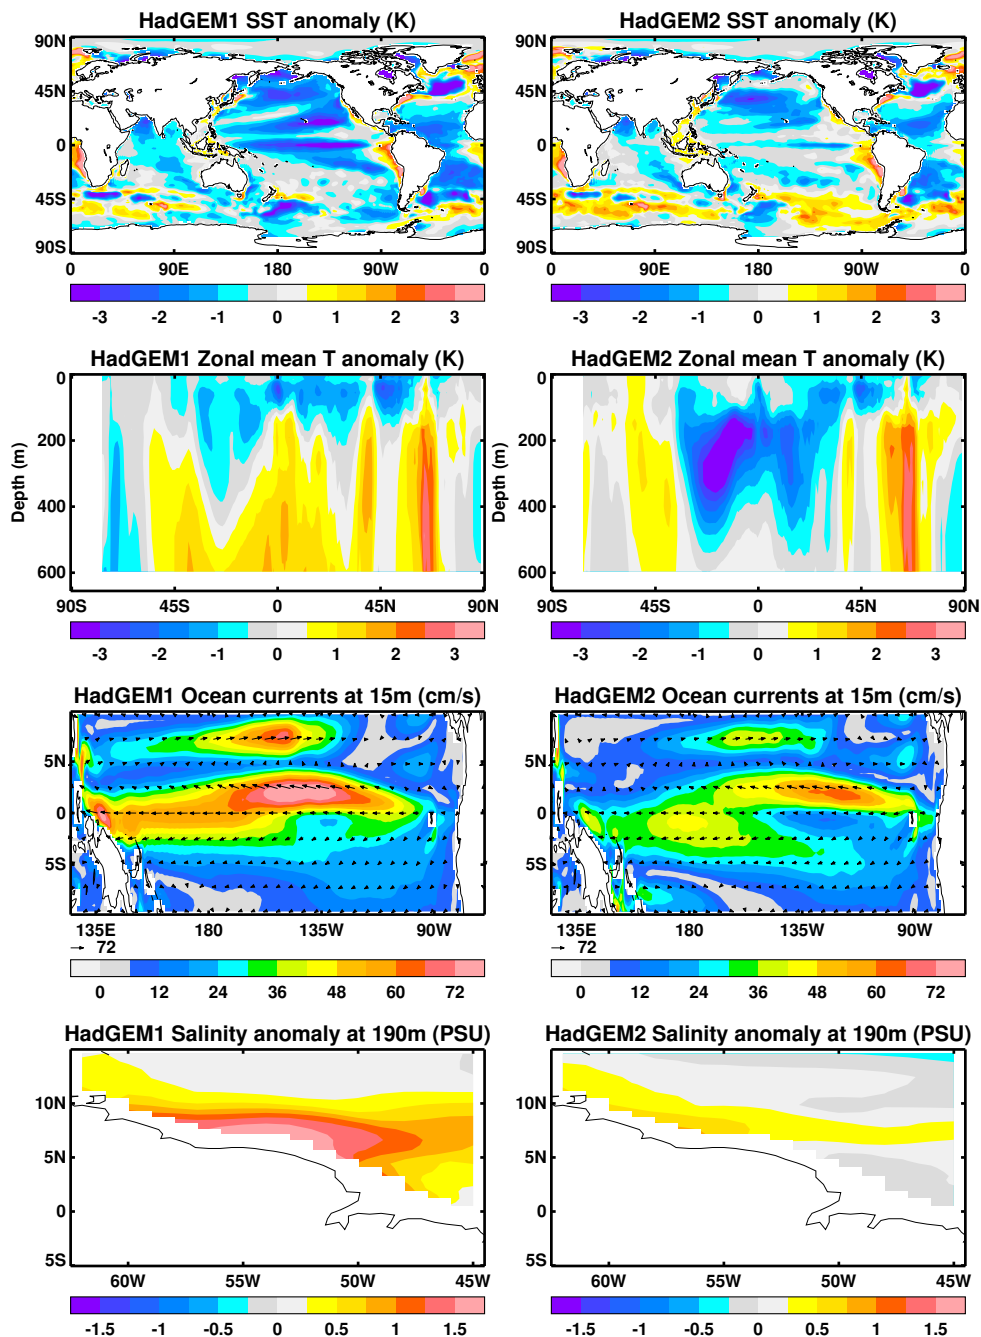 HadGEM1 SST anomaly (K)
HadGEM2 SST anomaly (K)
90N
45N
0
45S
90S
0 90E 180 90W 0
-3 -2 -1 0 1 2 3
90N
45N
0
45S
90S
0 90E 180 90W 0
-3 -2 -1 0 1 2 3
HadGEM1 Zonal mean T anomaly (K)
HadGEM2 Zonal mean T anomaly (K)
Depth (m)
0
200
400
600
90S 45S 0 45N 90N
-3 -2 -1 0 1 2 3
Depth (m)
0
200
400
600
90S 45S 0 45N 90N
-3 -2 -1 0 1 2 3
HadGEM1 Ocean currents at 15m (cm/s)
HadGEM2 Ocean currents at 15m (cm/s)
5N
0
5S
135E 180 135W 90W
72
0 12 24 36 48 60 72
5N
0
5S
135E 180 135W 90W
72
0 12 24 36 48 60 72
HadGEM1 Salinity anomaly at 190m (PSU)
HadGEM2 Salinity anomaly at 190m (PSU)
10N
5N
0
5S
60W 55W 50W 45W
-1.5 -1 -0.5 0 0.5 1 1.5
10N
5N
0
5S
60W 55W 50W 45W
-1.5 -1 -0.5 0 0.5 1 1.5